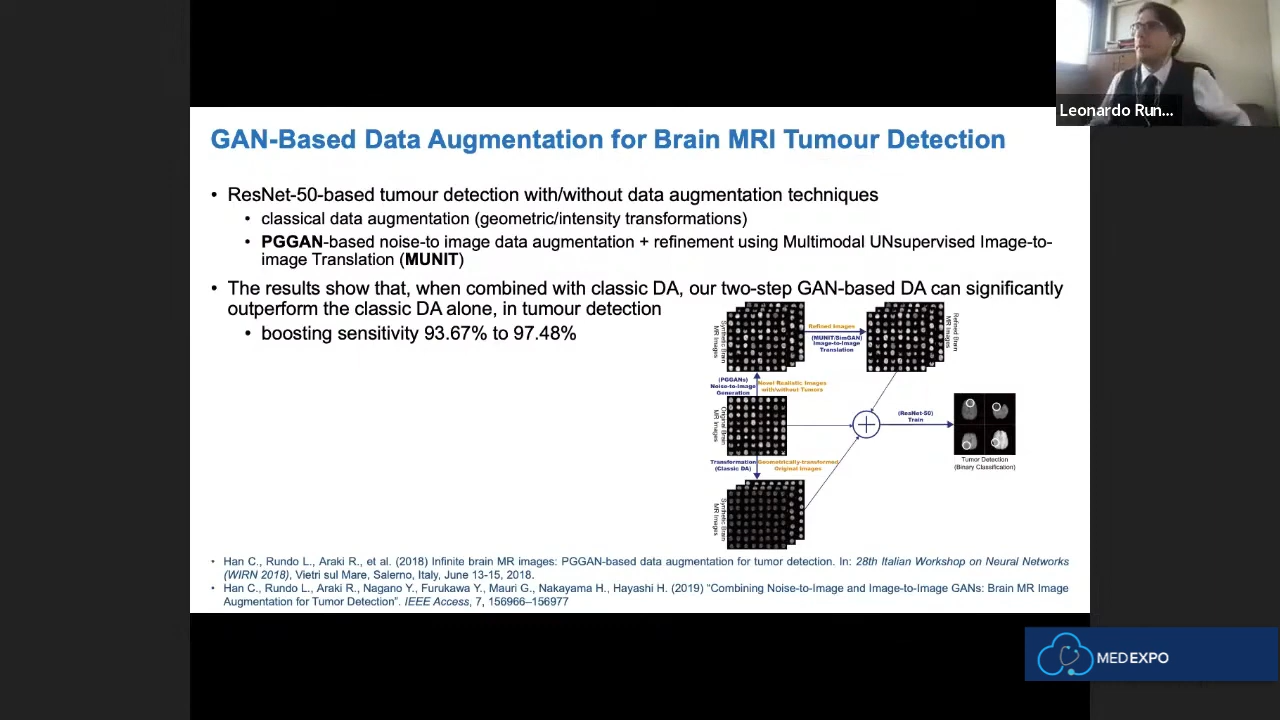 Leonardo Run...
GAN-Based Data Augmentation for Brain MRI Tumour Detection
• ResNet-50-based tumour detection with/without data augmentation techniques
• classical data augmentation (geometric/intensity transformations)
• PGGAN-based noise-to image data augmentation + refinement using Multimodal UNsupervised Image-to-
image Translation (MUNIT)
• The results show that, when combined with classic DA, our two-step GAN-based DA can significantly
outperform the classic DA alone, in tumour detection
• boosting sensitivity 93.67% to 97.48%
Synthetic Brain
MR Images
Refined Images
(MUNIT/SimGAN)
Image-to-Image
Translation
Refined Brain
MR Images
(PGGANs)
Noise-to-Image
Generation
Novel Realistic Images
with/without Tumors
Original Brain
MR Images
(ResNet-50)
Train
Tumor Detection
(Binary Classification)
Transformation
(Classic DA)
Geometrically-transformed
Original Images
Synthetic Brain
MR Images
• Han C., Rundo L., Araki R., et al. (2018) Infinite brain MR images: PGGAN-based data augmentation for tumor detection. In: 28th Italian Workshop on Neural Networks
(WIRN 2018), Vietri sul Mare, Salerno, Italy, June 13-15, 2018.
• Han C., Rundo L., Araki R., Nagano Y., Furukawa Y., Mauri G., Nakayama H., Hayashi H. (2019) “Combining Noise-to-Image and Image-to-Image GANs: Brain MR Image
Augmentation for Tumor Detection”. IEEE Access, 7, 156966–156977
MEDEXPO